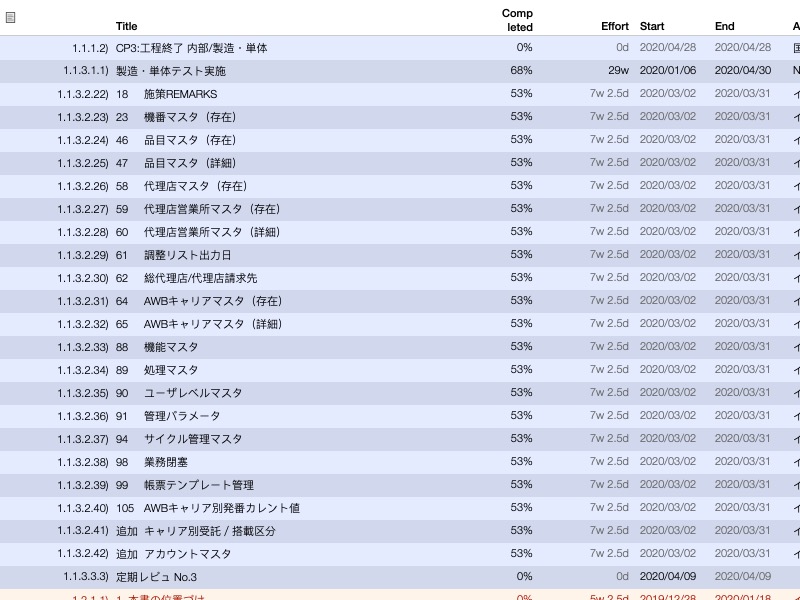 Comp
Title leted Effort Start End A
1.1.1.2) CP3:工程終了 内部/製造・単体 0% 0d 2020/04/28 2020/04/28
1.1.3.1.1) 製造・単体テスト実施 68% 29w 2020/01/06 2020/04/30 N
1.1.3.2.22) 18 施策REMARKS 53% 7w 2.5d 2020/03/02 2020/03/31 イ
1.1.3.2.23) 23 機番マスタ（存在） 53% 7w 2.5d 2020/03/02 2020/03/31 イ
1.1.3.2.24) 46 品目マスタ（存在） 53% 7w 2.5d 2020/03/02 2020/03/31 イ
1.1.3.2.25) 47 品目マスタ（詳細） 53% 7w 2.5d 2020/03/02 2020/03/31 イ
1.1.3.2.26) 58 代理店マスタ（存在） 53% 7w 2.5d 2020/03/02 2020/03/31 イ
1.1.3.2.27) 59 代理店営業所マスタ（存在） 53% 7w 2.5d 2020/03/02 2020/03/31 イ
1.1.3.2.28) 60 代理店営業所マスタ（詳細） 53% 7w 2.5d 2020/03/02 2020/03/31 イ
1.1.3.2.29) 61 調整リスト出力日 53% 7w 2.5d 2020/03/02 2020/03/31 イ
1.1.3.2.30) 62 総代理店/代理店請求先 53% 7w 2.5d 2020/03/02 2020/03/31 イ
1.1.3.2.31) 64 AWBキャリアマスタ（存在） 53% 7w 2.5d 2020/03/02 2020/03/31 イ
1.1.3.2.32) 65 AWBキャリアマスタ（詳細） 53% 7w 2.5d 2020/03/02 2020/03/31 イ
1.1.3.2.33) 88 機能マスタ 53% 7w 2.5d 2020/03/02 2020/03/31 イ
1.1.3.2.34) 89 処理マスタ 53% 7w 2.5d 2020/03/02 2020/03/31 イ
1.1.3.2.35) 90 ユーザレベルマスタ 53% 7w 2.5d 2020/03/02 2020/03/31 イ
1.1.3.2.36) 91 管理パラメータ 53% 7w 2.5d 2020/03/02 2020/03/31 イ
1.1.3.2.37) 94 サイクル管理マスタ 53% 7w 2.5d 2020/03/02 2020/03/31 イ
1.1.3.2.38) 98 業務閉塞 53% 7w 2.5d 2020/03/02 2020/03/31 イ
1.1.3.2.39) 99 帳票テンプレート管理 53% 7w 2.5d 2020/03/02 2020/03/31 イ
1.1.3.2.40) 105 AWBキャリア別発番カレント値 53% 7w 2.5d 2020/03/02 2020/03/31 イ
1.1.3.2.41) 追加 キャリア別受託 / 搭載区分 53% 7w 2.5d 2020/03/02 2020/03/31 イ
1.1.3.2.42) 追加 アカウントマスタ 53% 7w 2.5d 2020/03/02 2020/03/31 イ
1.1.3.3.3) 定期レビュ No.3 0% 0d 2020/04/09 2020/04/09
1.2.1.1) 1. 本書の位置づけ 0% 5w 2.5d 2019/12/28 2020/01/18